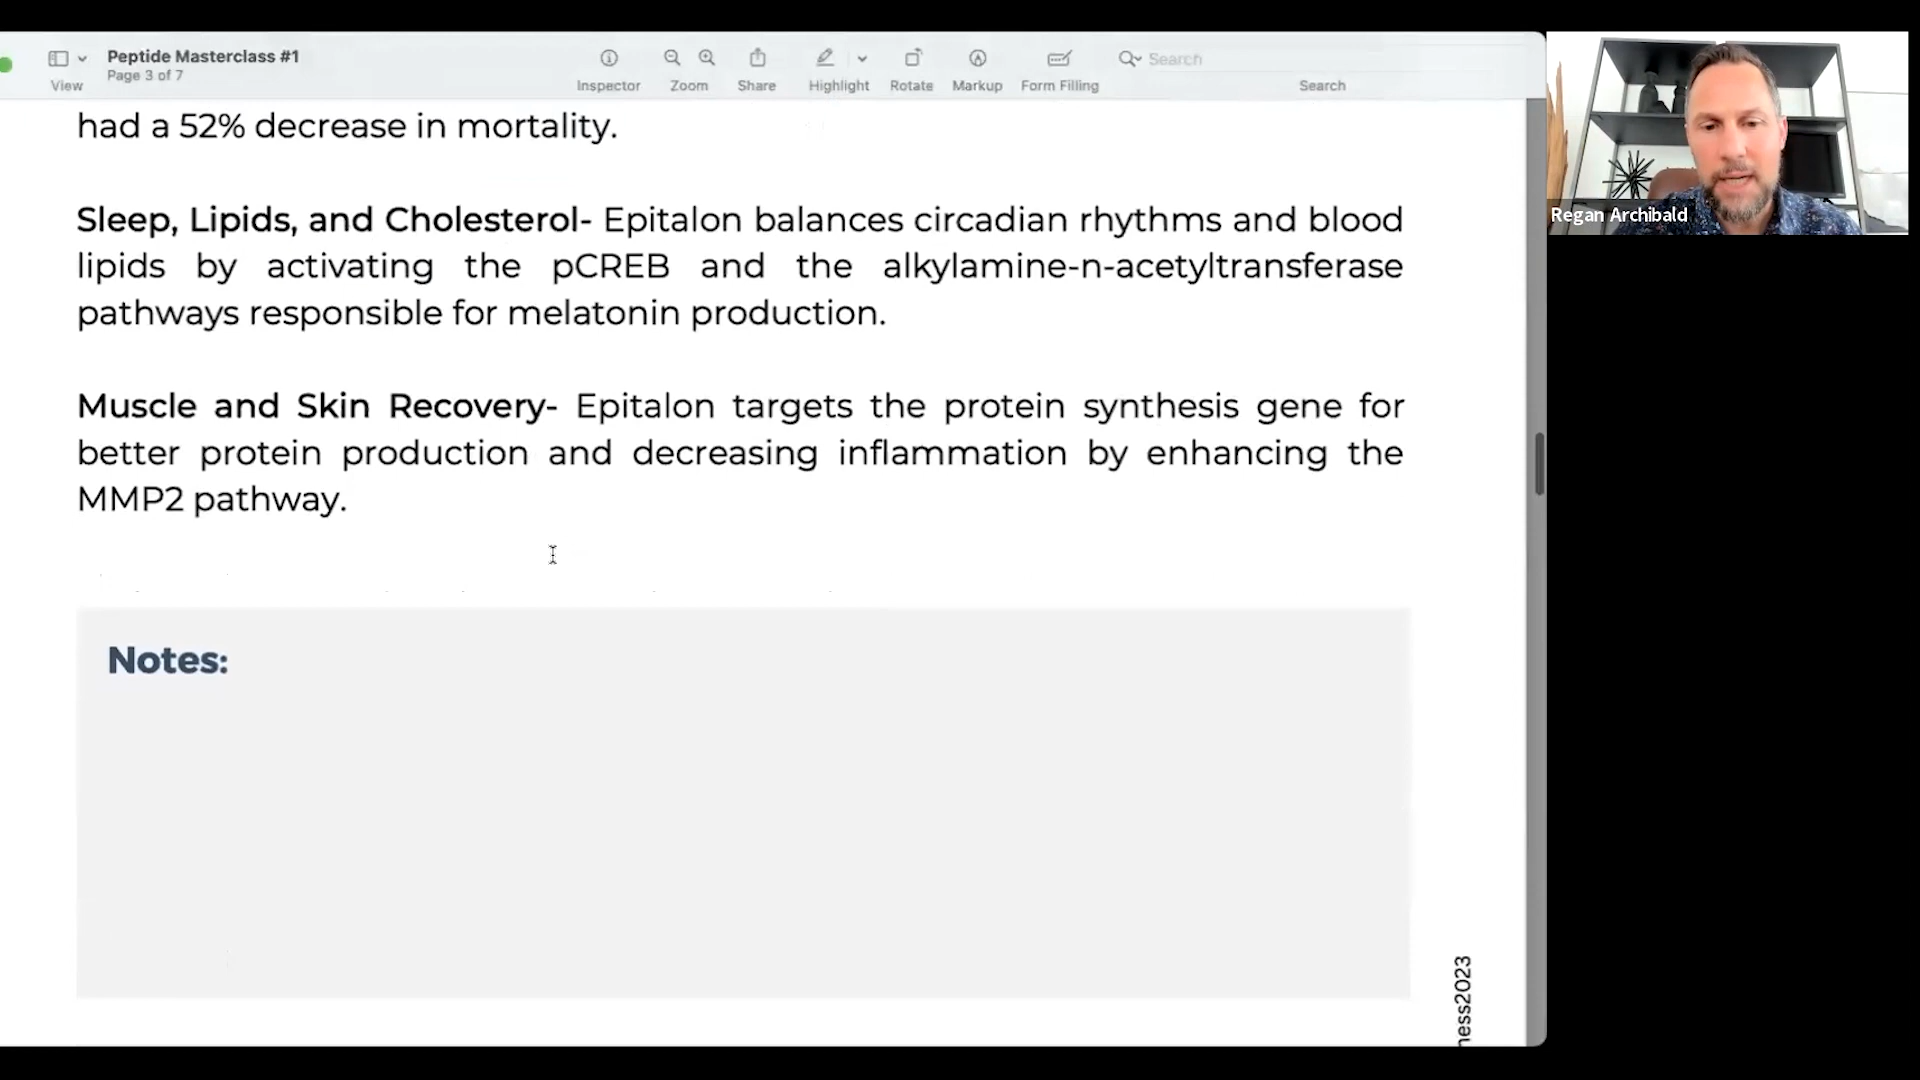 Peptide Masterclass #1
Page 3 of 7
View
Inspector
Zoom
Share
Highlight
Rotate
Markup
Form Filling
Search
Search
had a 52% decrease in mortality.
Sleep, Lipids, and Cholesterol- Epitalon balances circadian rhythms and blood
lipids by activating the pCREB and the alkylamine-n-acetyltransferase
pathways responsible for melatonin production.
Muscle and Skin Recovery- Epitalon targets the protein synthesis gene for
better protein production and decreasing inflammation by enhancing the
MMP2 pathway.
Notes:
ness2023
Regan Archibald